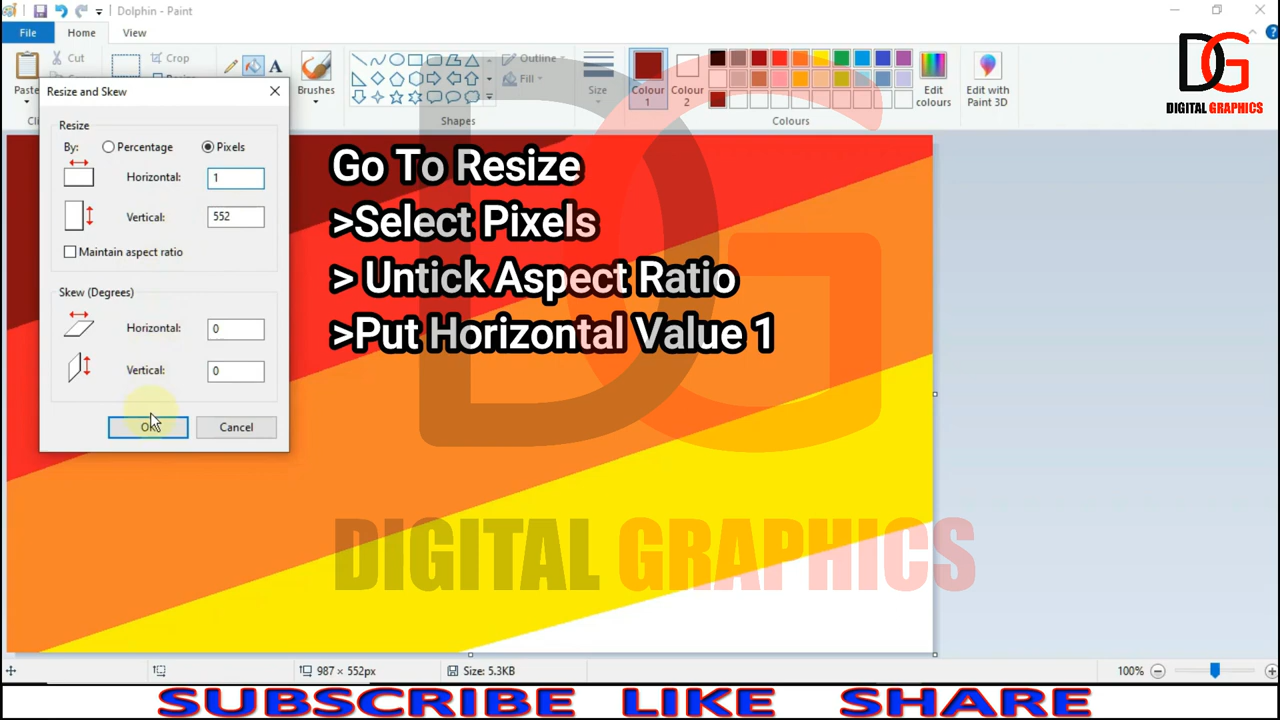 Dolphin - Paint
File
Home
View
Paste
Cut
Crop
Brushes
Outline
Fill
Shapes
Size
Colour 1
Colour 2
Edit colours
Edit with Paint 3D
Colours
DG
DIGITAL GRAPHICS
Resize and Skew
Resize
By:
Percentage
Pixels
Horizontal:
1
Vertical:
552
Maintain aspect ratio
Skew (Degrees)
Horizontal:
0
Vertical:
0
OK
Cancel
Go To Resize
>Select Pixels
> Untick Aspect Ratio
>Put Horizontal Value 1
DG
DIGITAL GRAPHICS
987 × 552px
Size: 5.3KB
100%
SUBSCRIBE LIKE SHARE